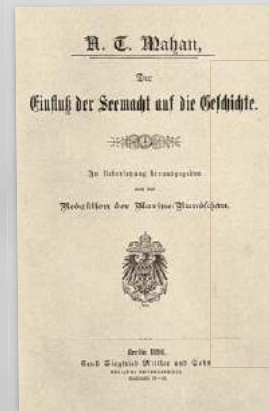 A. T. Mahan,
Der
Einfluß der Seemacht auf die Geschichte.
In Uebersetzung herausgegeben
von der
Redaktion der Marine-Rundschau.
Berlin 1896.
Ernst Siegfried Mittler und Sohn